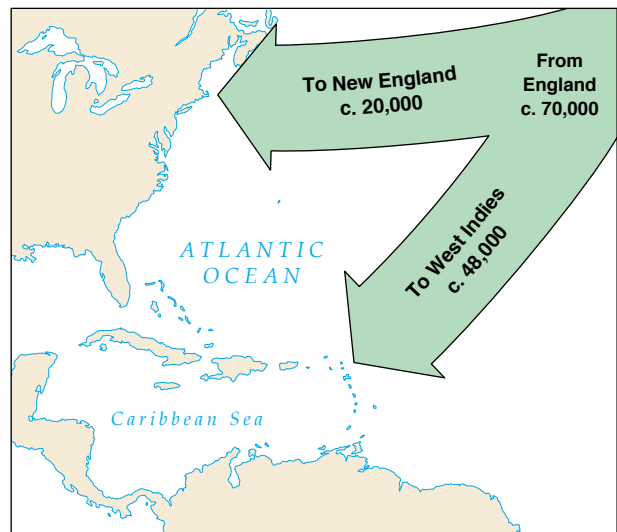 To New England
c. 20,000
From
England
c. 70,000
To West Indies
c. 48,000
ATLANTIC
OCEAN
Caribbean Sea